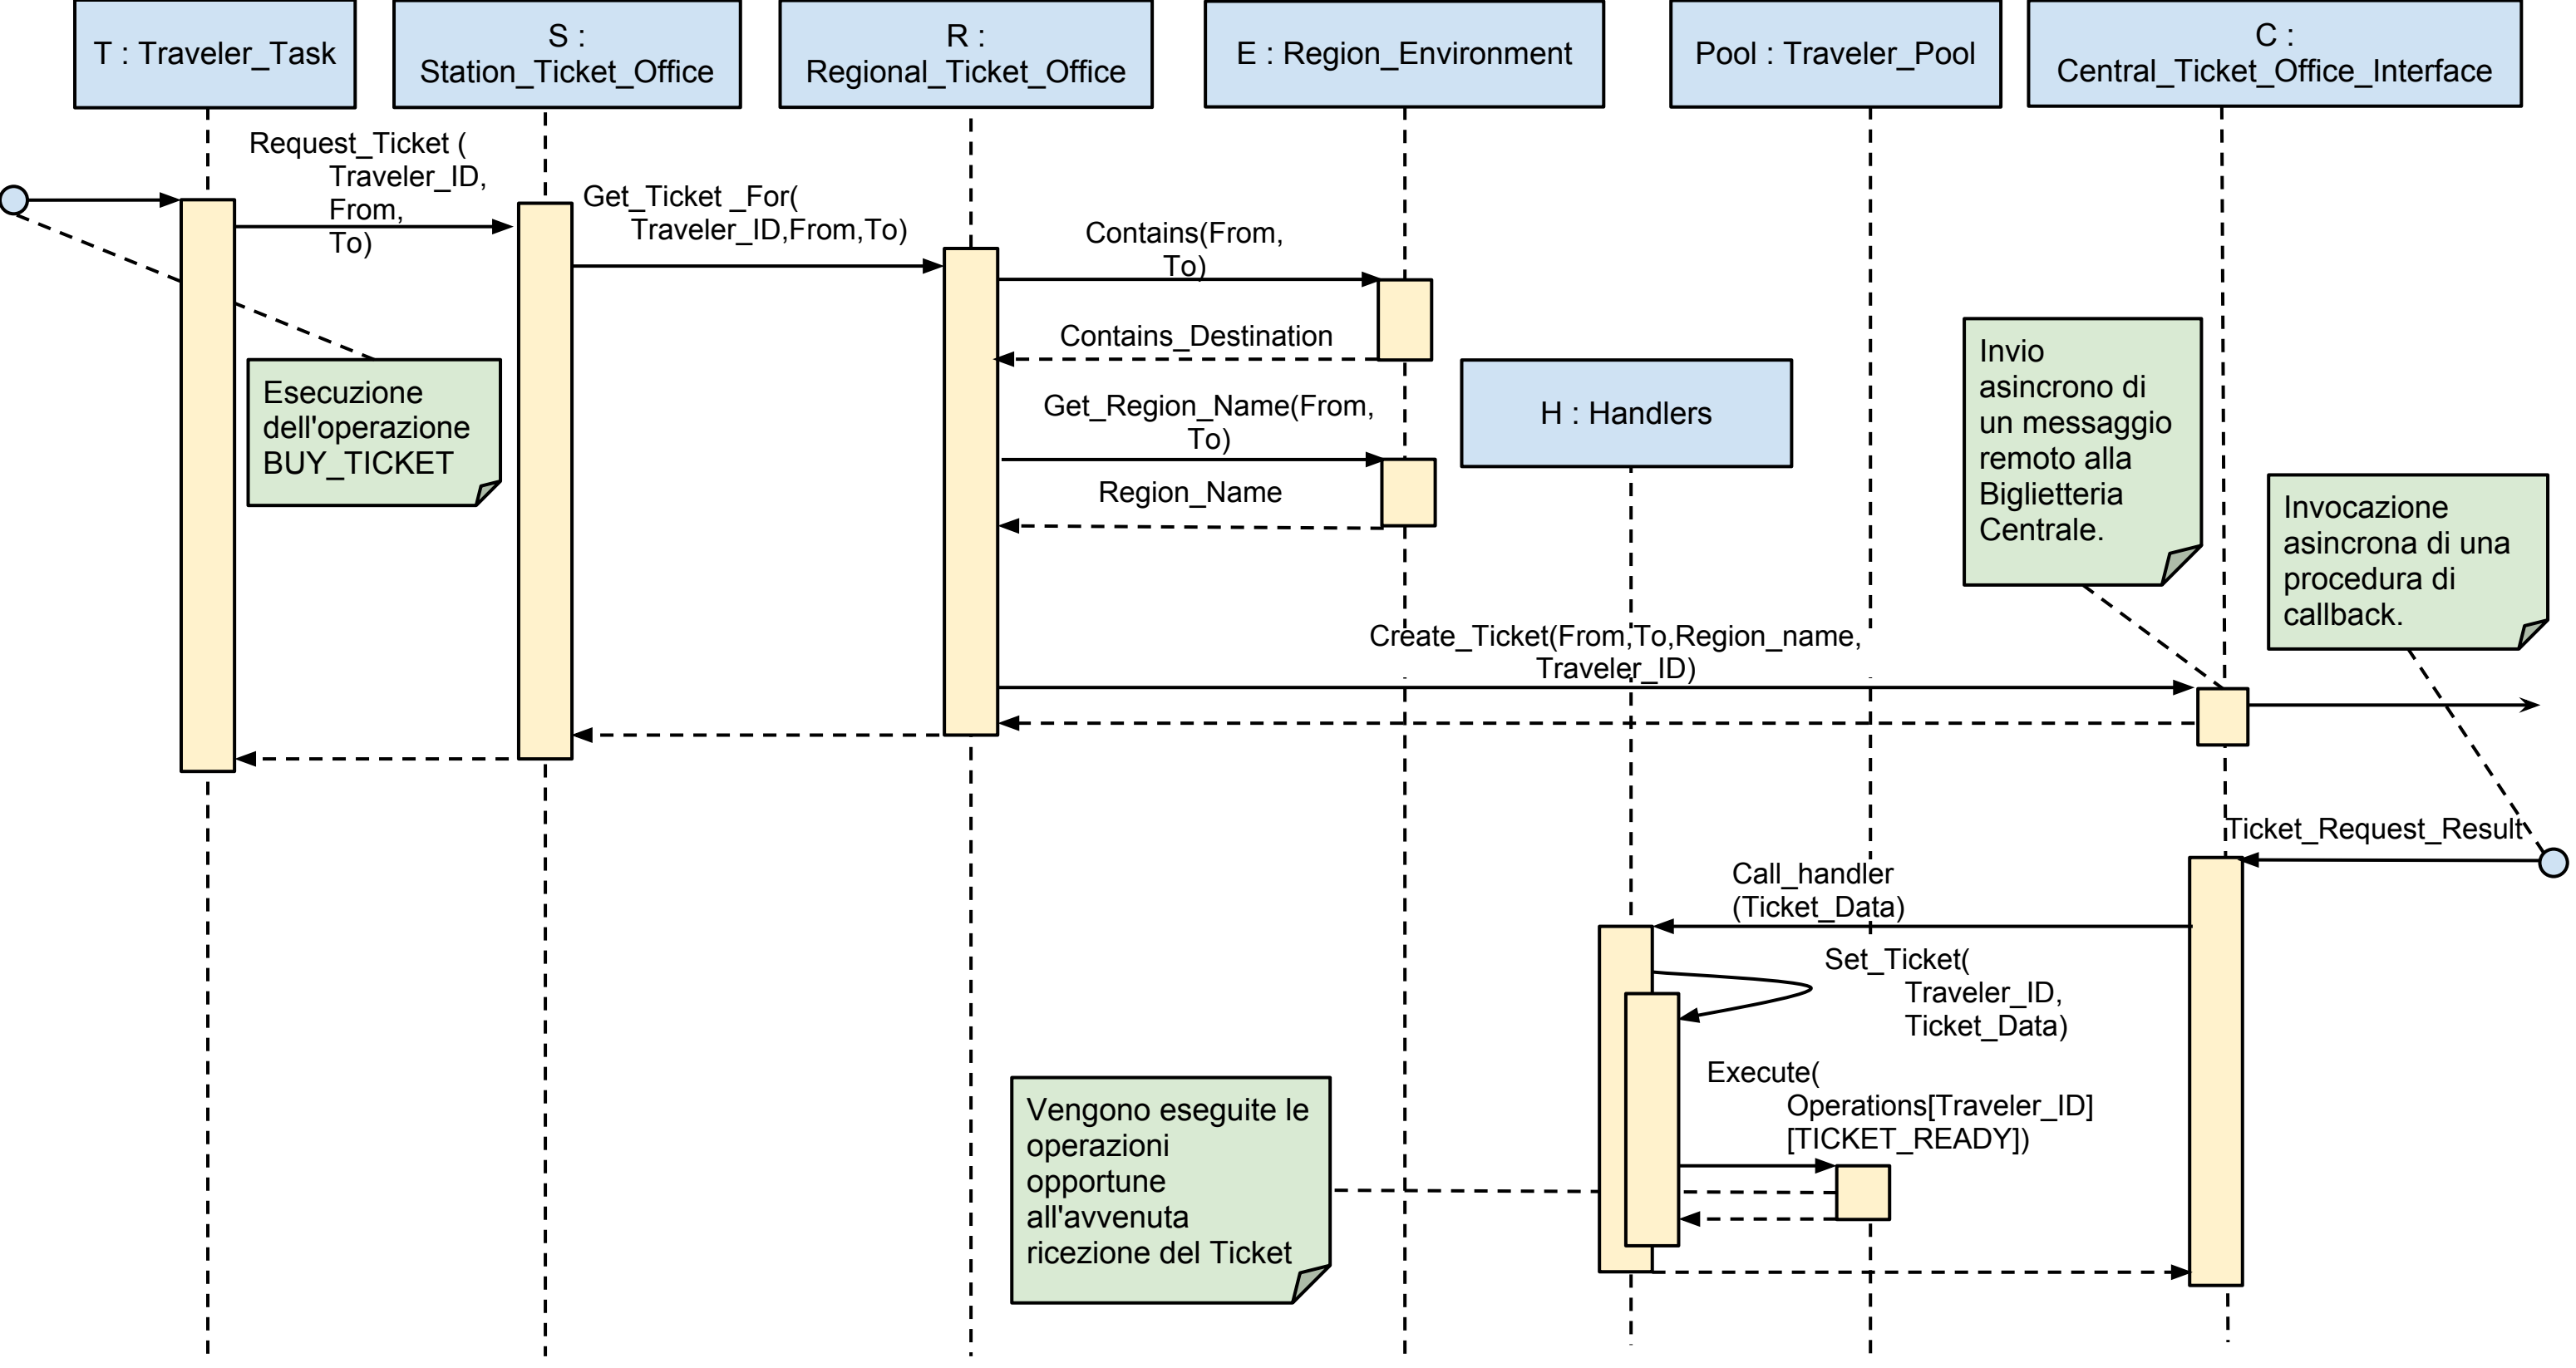 T : Traveler_Task
S :
Station_Ticket_Office
R :
Regional_Ticket_Office
E : Region_Environment
Pool : Traveler_Pool
C :
Central_Ticket_Office_Interface
Request_Ticket (
Traveler_ID,
From,
To)
Get_Ticket _For(
Traveler_ID,From,To)
Contains(From,
To)
Contains_Destination
Get_Region_Name(From,
To)
Region_Name
Esecuzione
dell'operazione
BUY_TICKET
H : Handlers
Invio
asincrono di
un messaggio
remoto alla
Biglietteria
Centrale.
Invocazione
asincrona di una
procedura di
callback.
Create_Ticket(From,To,Region_name,
Traveler_ID)
Ticket_Request_Result
Call_handler
(Ticket_Data)
Set_Ticket(
Traveler_ID,
Ticket_Data)
Execute(
Operations[Traveler_ID]
[TICKET_READY])
Vengono eseguite le
operazioni
opportune
all'avvenuta
ricezione del Ticket